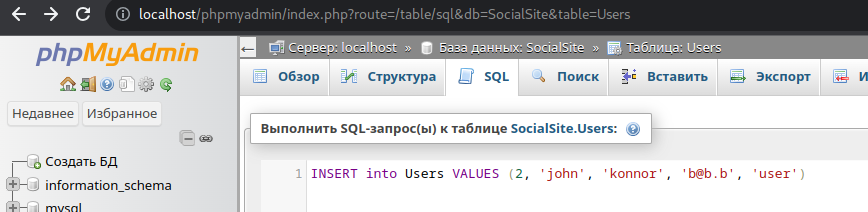 localhost/phpmyadmin/index.php?route=/table/sql&db=SocialSite&table=Users
phpMyAdmin
Недавнее Избранное
Создать БД
information_schema
mysql
Сервер: localhost » База данных: SocialSite » Таблица: Users
Обзор Структура SQL Поиск Вставить Экспорт И
Выполнить SQL-запрос(ы) к таблице SocialSite.Users:
1 INSERT into Users VALUES (2, 'john', 'konnor', 'b@b.b', 'user')